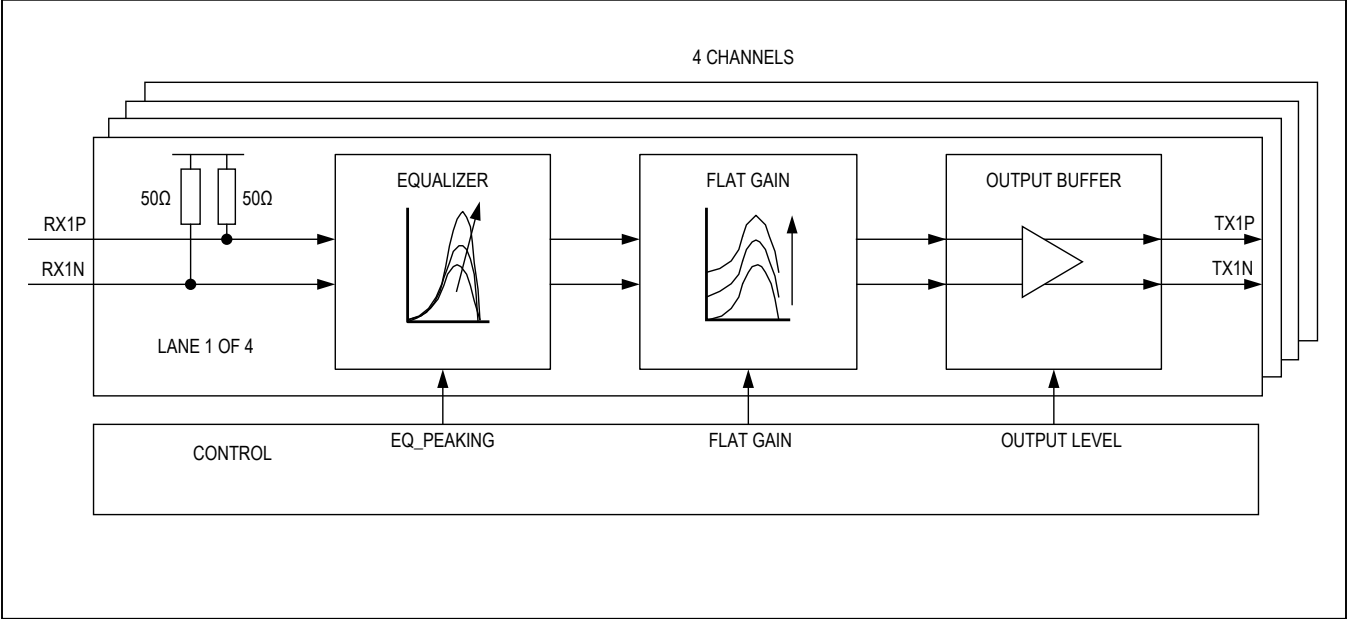 4 CHANNELS
50Ω
50Ω
EQUALIZER
FLAT GAIN
OUTPUT BUFFER
RX1P
TX1P
RX1N
TX1N
LANE 1 OF 4
CONTROL
EQ_PEAKING
FLAT GAIN
OUTPUT LEVEL